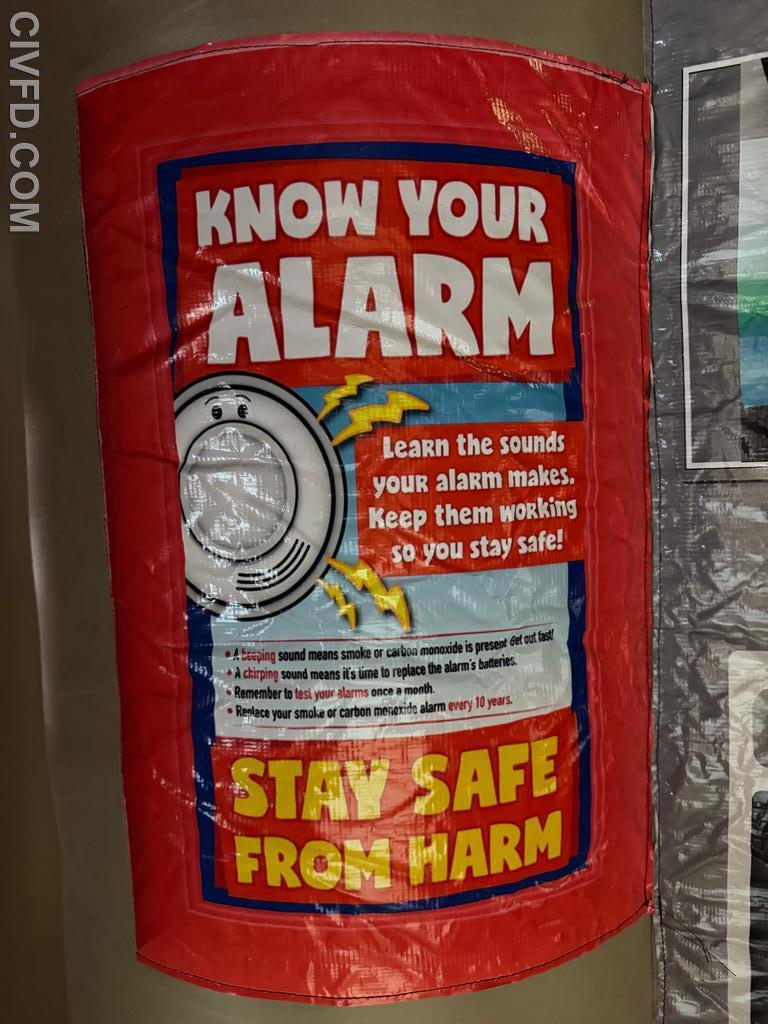 CIVFD.COM
KNOW YOUR
ALARM
Learn the sounds
your alarm makes.
Keep them working
so you stay safe!
• A beeping sound means smoke or carbon monoxide is present Get out fast!
• A chirping sound means it's time to replace the alarm's batteries.
• Remember to test your alarms once a month.
• Replace your smoke or carbon monoxide alarm every 10 years.
STAY SAFE
FROM HARM